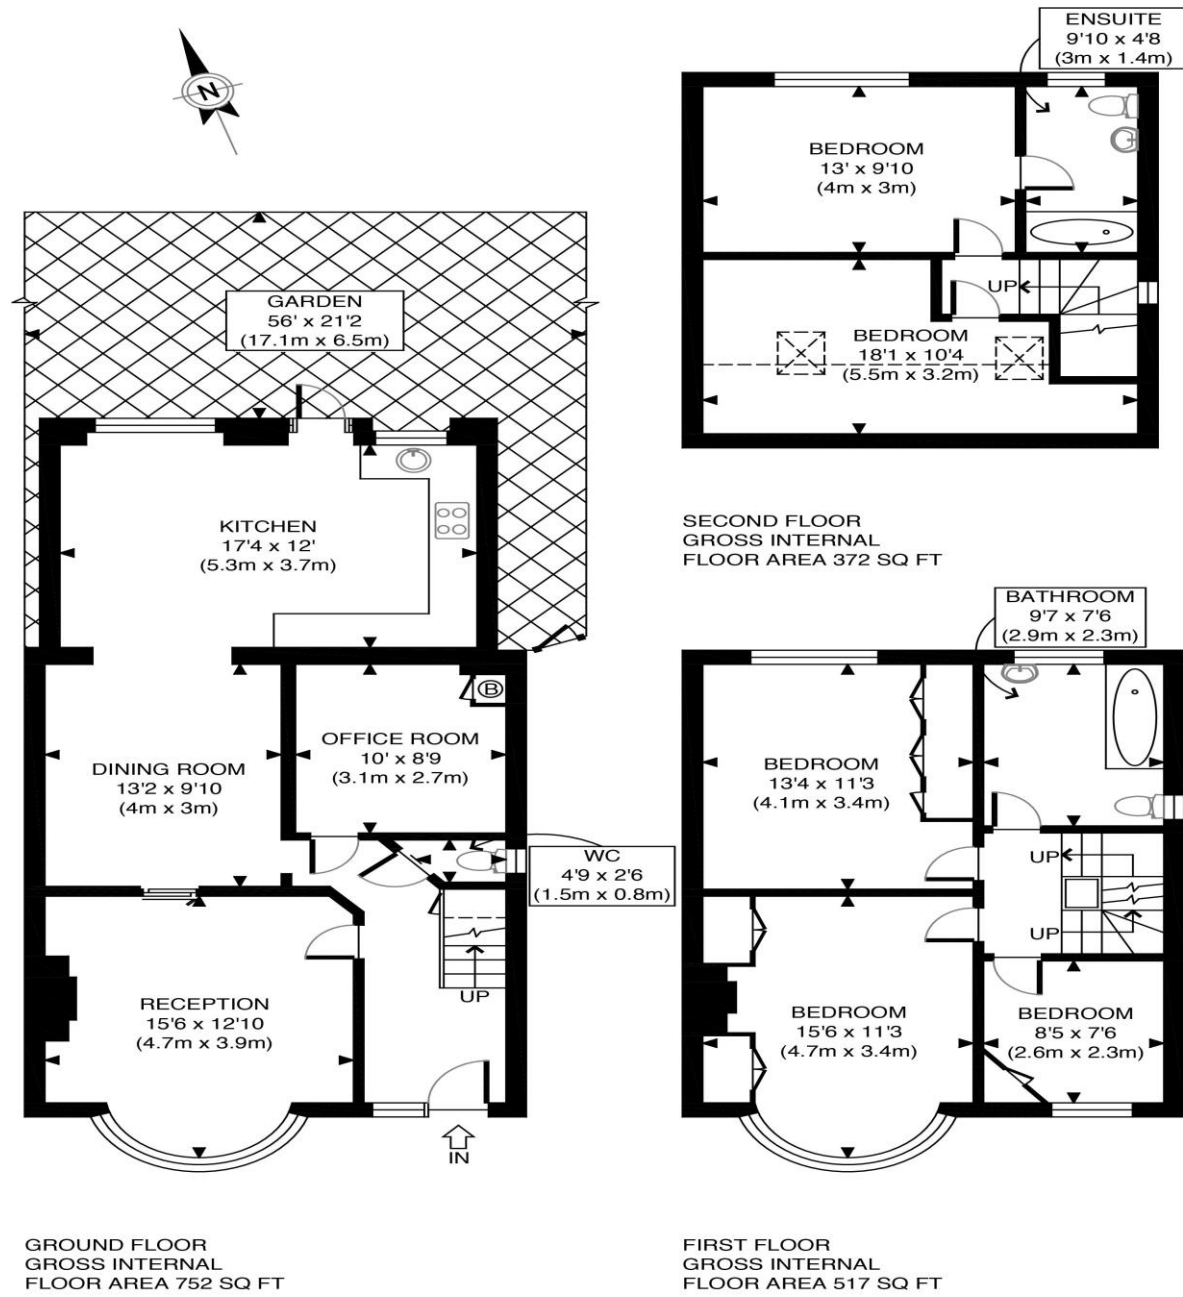 N
ENSUITE
9'10 x 4'8
(3m x 1.4m)
BEDROOM
13' x 9'10
(4m x 3m)
UP
BEDROOM
18'1 x 10'4
(5.5m x 3.2m)
SECOND FLOOR
GROSS INTERNAL
FLOOR AREA 372 SQ FT
GARDEN
56' x 21'2
(17.1m x 6.5m)
KITCHEN
17'4 x 12'
(5.3m x 3.7m)
B
OFFICE ROOM
10' x 8'9
(3.1m x 2.7m)
DINING ROOM
13'2 x 9'10
(4m x 3m)
WC
4'9 x 2'6
(1.5m x 0.8m)
RECEPTION
15'6 x 12'10
(4.7m x 3.9m)
UP
IN
GROUND FLOOR
GROSS INTERNAL
FLOOR AREA 752 SQ FT
BATHROOM
9'7 x 7'6
(2.9m x 2.3m)
BEDROOM
13'4 x 11'3
(4.1m x 3.4m)
UP
UP
BEDROOM
15'6 x 11'3
(4.7m x 3.4m)
BEDROOM
8'5 x 7'6
(2.6m x 2.3m)
FIRST FLOOR
GROSS INTERNAL
FLOOR AREA 517 SQ FT